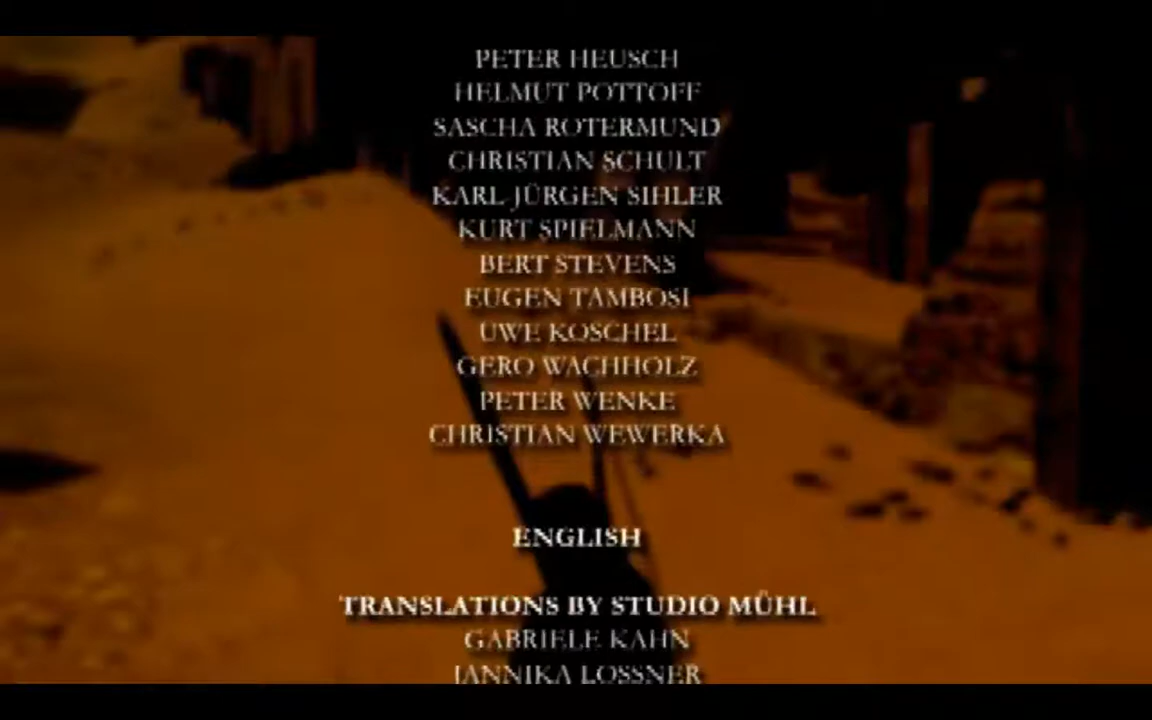 PETER HEUSCH
HELMUT POTTOFF
SASCHA ROTERMUND
CHRISTIAN SCHULT
KARL-JÜRGEN SIHLER
KURT SPIELMANN
BERT STEVENS
EUGEN TAMBOSI
UWE KOSCHEL
GERO WACHHOLZ
PETER WENKE
CHRISTIAN WEWERKA
ENGLISH
TRANSLATIONS BY STUDIO MÜHL
GABRIELE KAHN
JANNIKA LOSSNER